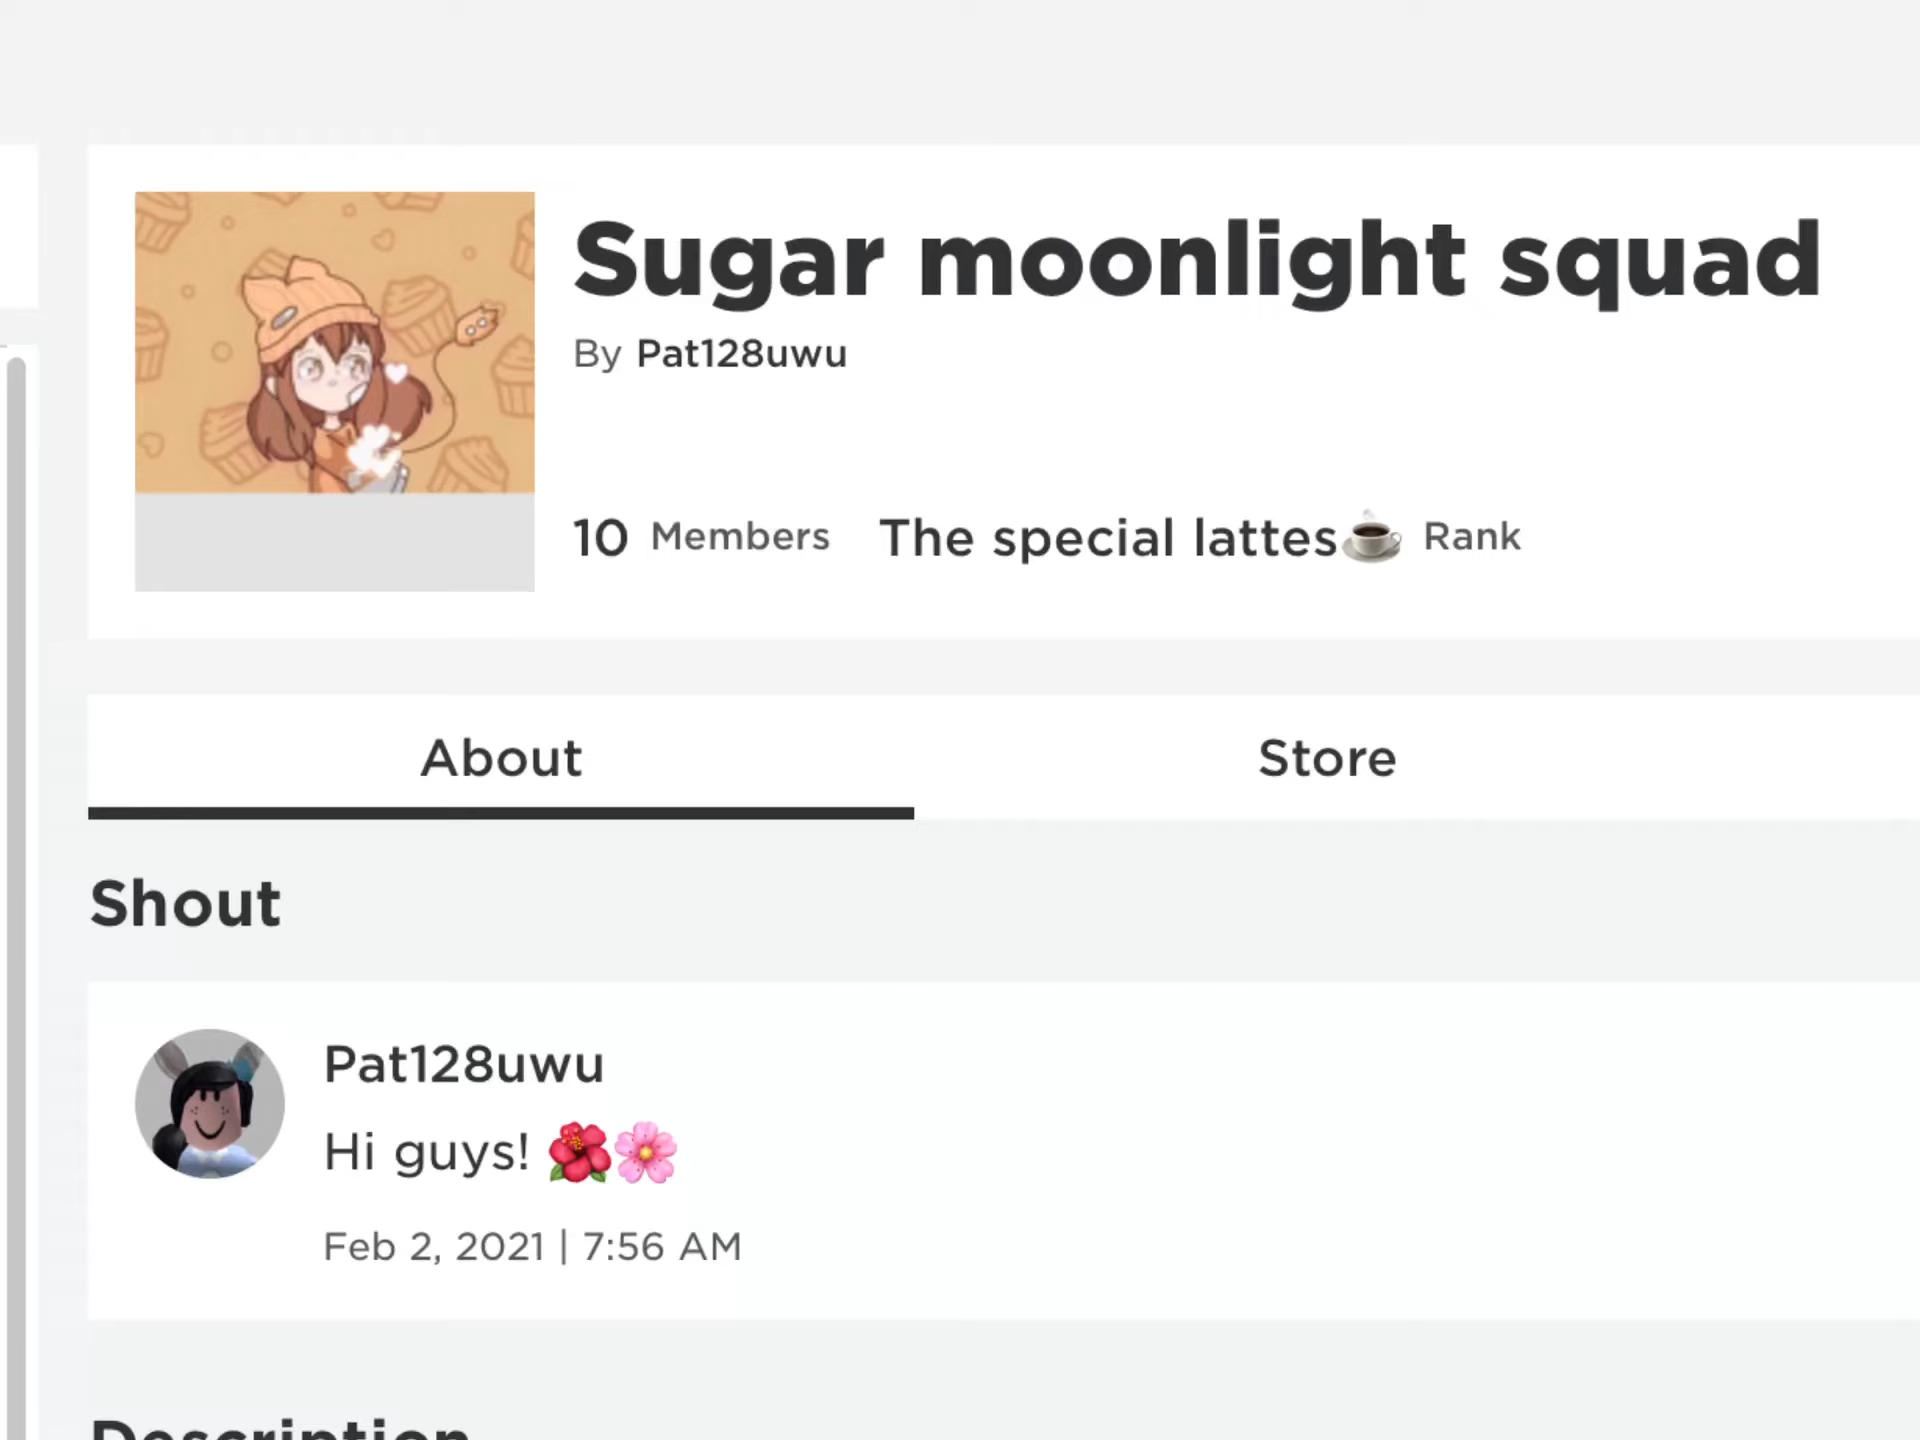 Sugar moonlight squad
By Pat128uwu
10 Members The special lattes☕ Rank
About Store
Shout
Pat128uwu
Hi guys! 🌺🌸
Feb 2, 2021 | 7:56 AM
Description